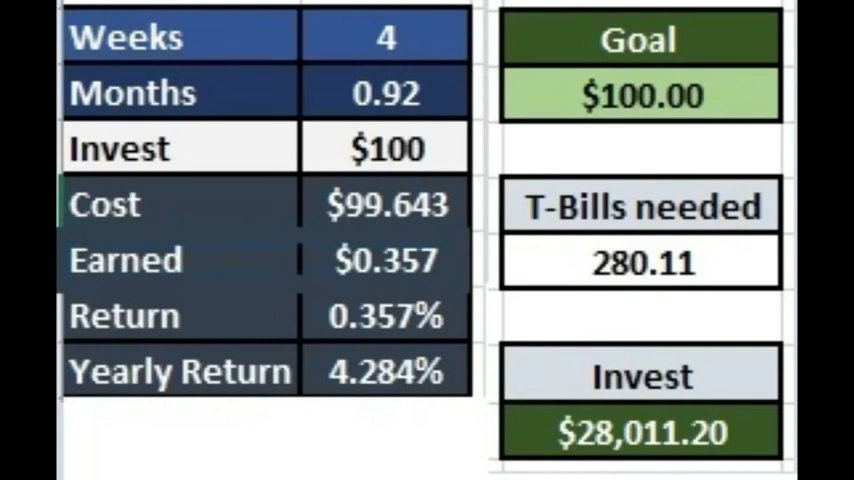 Weeks 4
Months 0.92
Invest $100
Cost $99.643
Earned $0.357
Return 0.357%
Yearly Return 4.284%
Goal
$100.00
T-Bills needed
280.11
Invest
$28,011.20